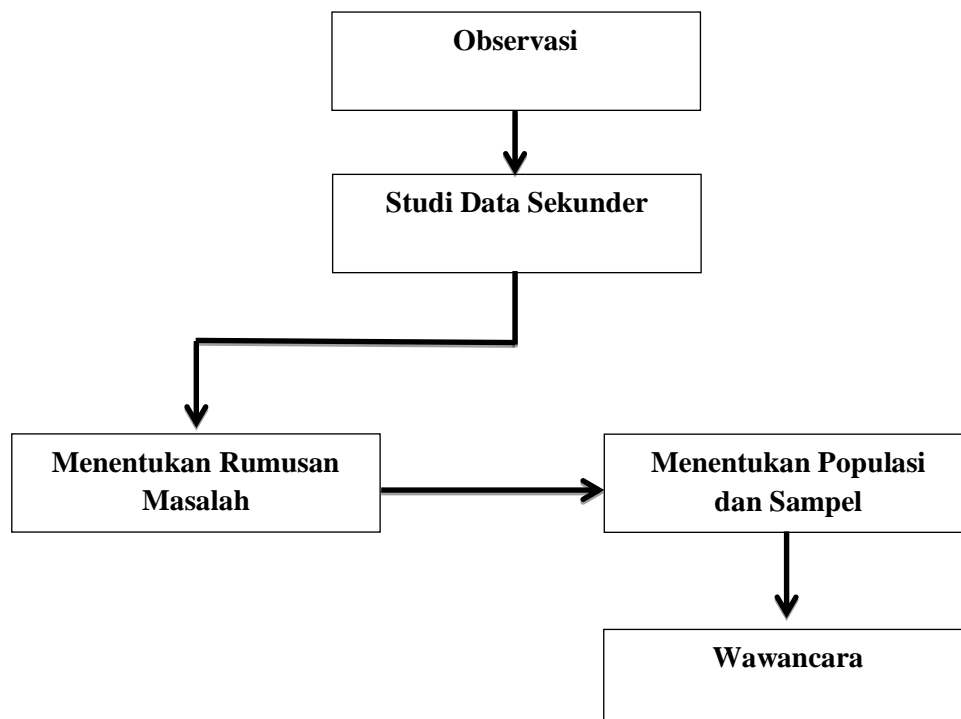 Observasi
Studi Data Sekunder
Menentukan Rumusan
Masalah
Menentukan Populasi
dan Sampel
Wawancara